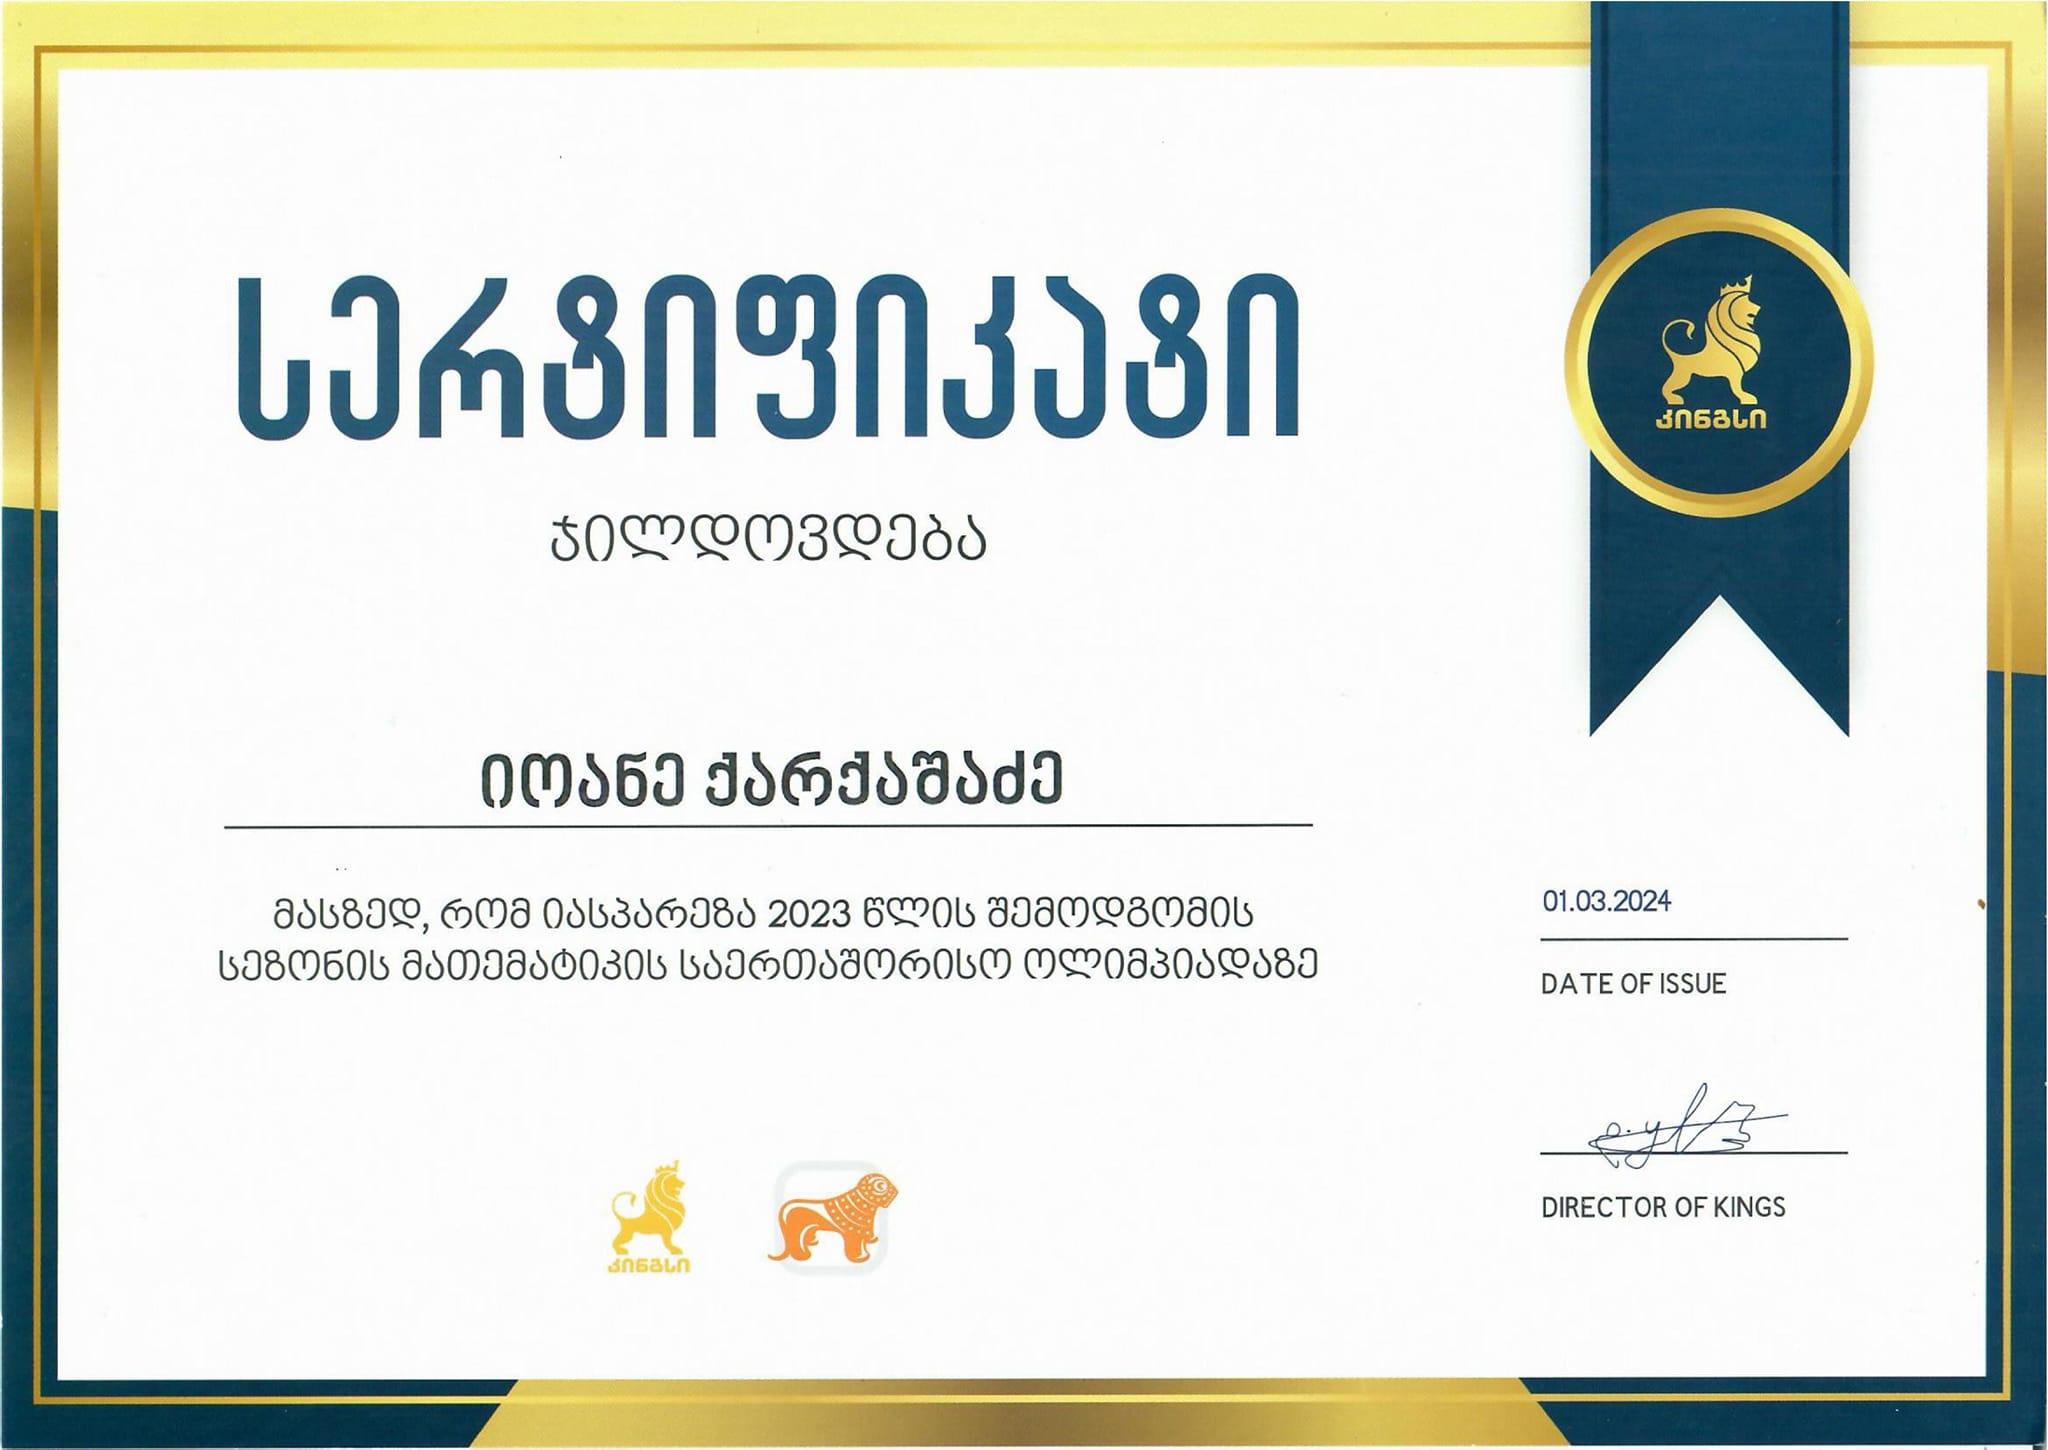 სერტიფიკატი
ჯილდოვდება
იოანე ქარქაშაძე
მასზედ, რომ იასპარეზა 2023 წლის შემოდგომის
სეზონის მათემატიკის საერთაშორისო ოლიმპიადაზე
კინგსი
01.03.2024
DATE OF ISSUE
DIRECTOR OF KINGS
კინგსი